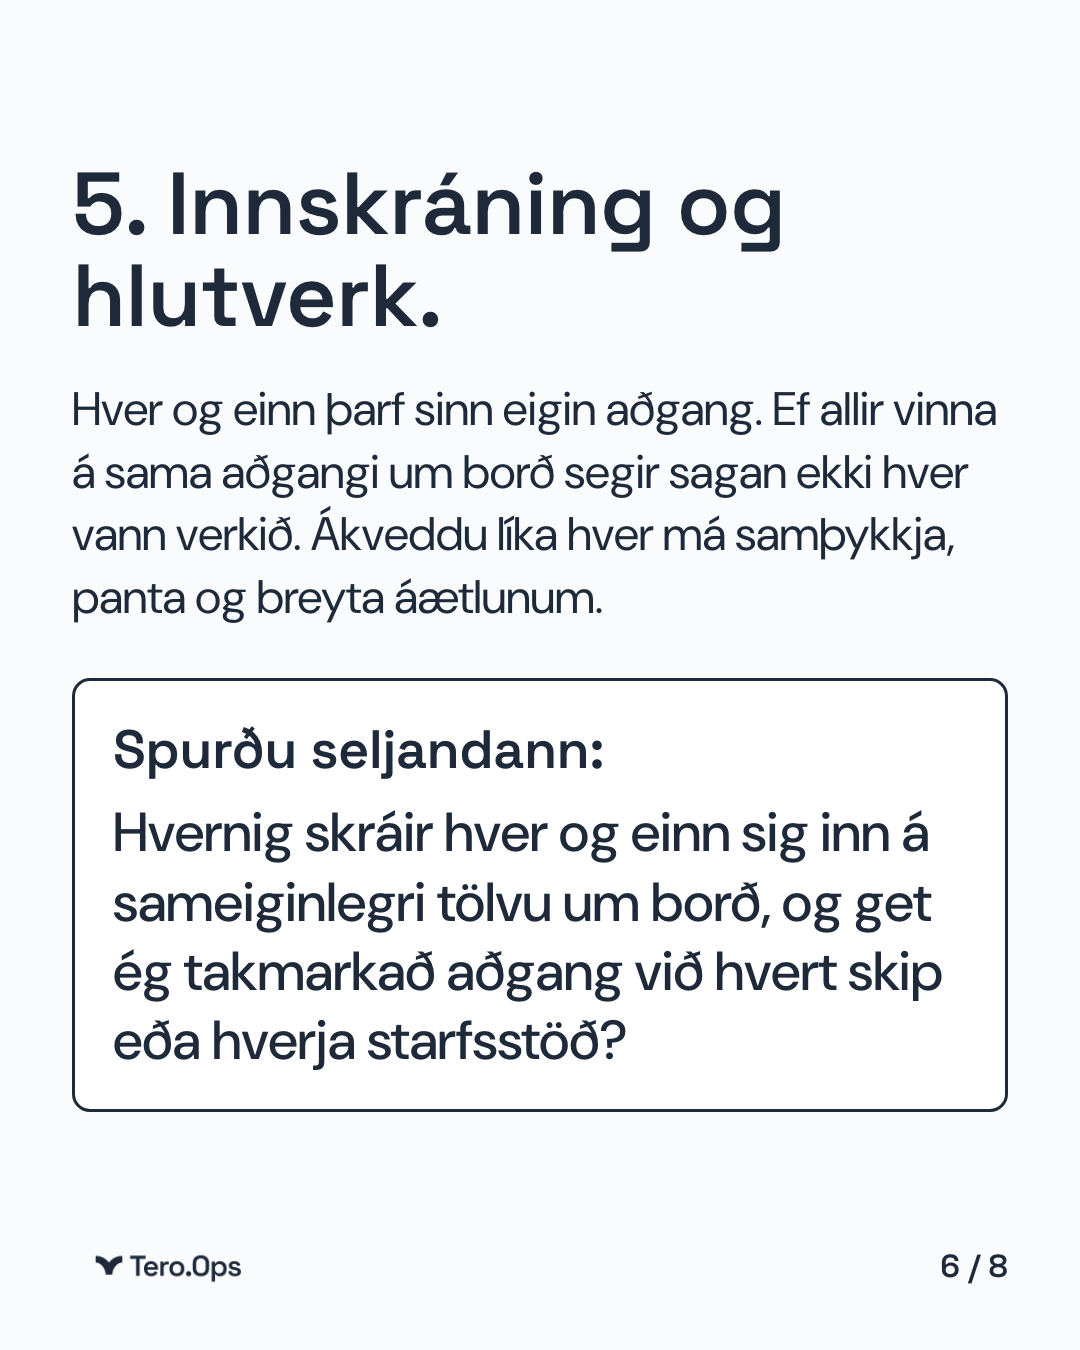 5. Innskráning og
hlutverk.
Hver og einn þarf sinn eigin aðgang. Ef allir vinna
á sama aðgangi um borð segir sagan ekki hver
vann verkið. Ákveddu líka hver má samþykkja,
panta og breyta áætlunum.
Spurðu seljandann:
Hvernig skráir hver og einn sig inn á
sameiginlegri tölvu um borð, og get
ég takmarkað aðgang við hvert skip
eða hverja starfsstöð?
Tero.Ops
6 / 8